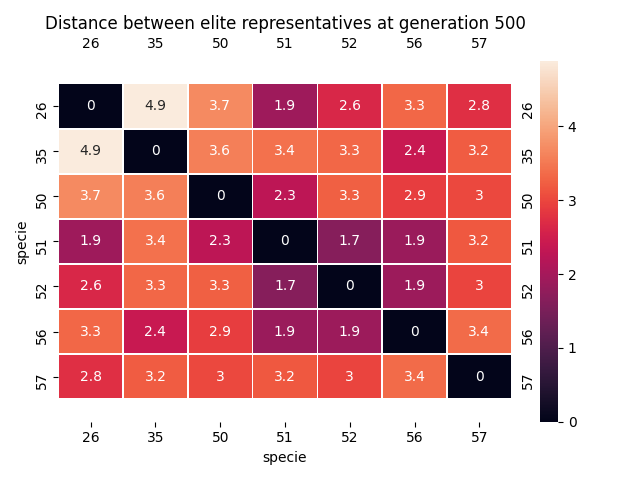 Distance between elite representatives at generation 500
26 35 50 51 52 56 57
26 0 4.9 3.7 1.9 2.6 3.3 2.8 26
35 4.9 0 3.6 3.4 3.3 2.4 3.2 35
50 3.7 3.6 0 2.3 3.3 2.9 3 50
51 1.9 3.4 2.3 0 1.7 1.9 3.2 51
52 2.6 3.3 3.3 1.7 0 1.9 3 52
56 3.3 2.4 2.9 1.9 1.9 0 3.4 56
57 2.8 3.2 3 3.2 3 3.4 0 57
26 35 50 51 52 56 57
specie
specie
4
3
2
1
0